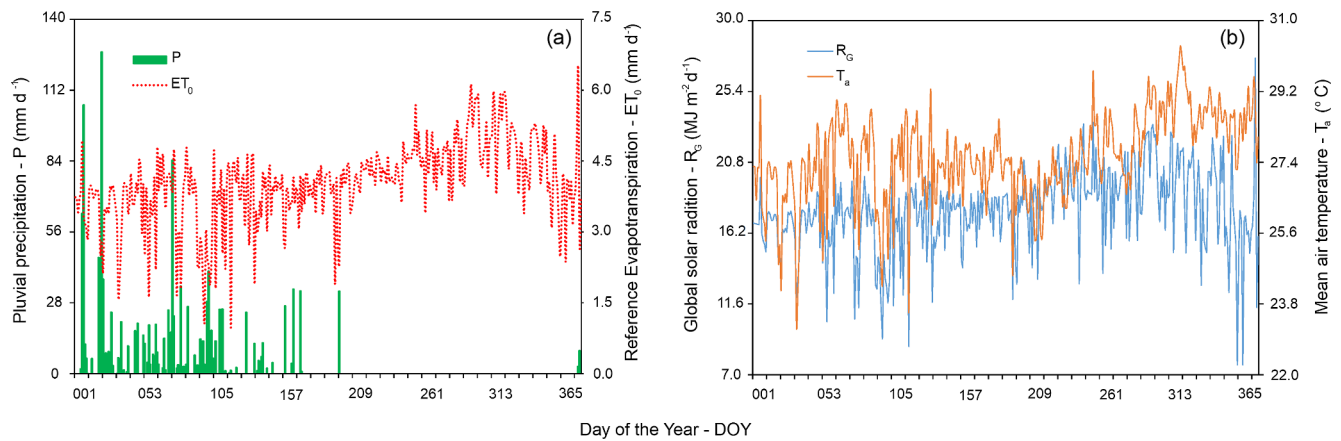 (a)
P
ET0
Pluvial precipitation - P (mm d-1)
140
112
84
56
28
0
Reference Evapotranspiration - ET0 (mm d-1)
7.5
6.0
4.5
3.0
1.5
0.0
001 053 105 157 209 261 313 365
(b)
RG
Ta
Global solar radition - RG (MJ m-2 d-1)
30.0
25.4
20.8
16.2
11.6
7.0
Mean air temperature - Ta (° C)
31.0
29.2
27.4
25.6
23.8
22.0
001 053 105 157 209 261 313 365
Day of the Year - DOY